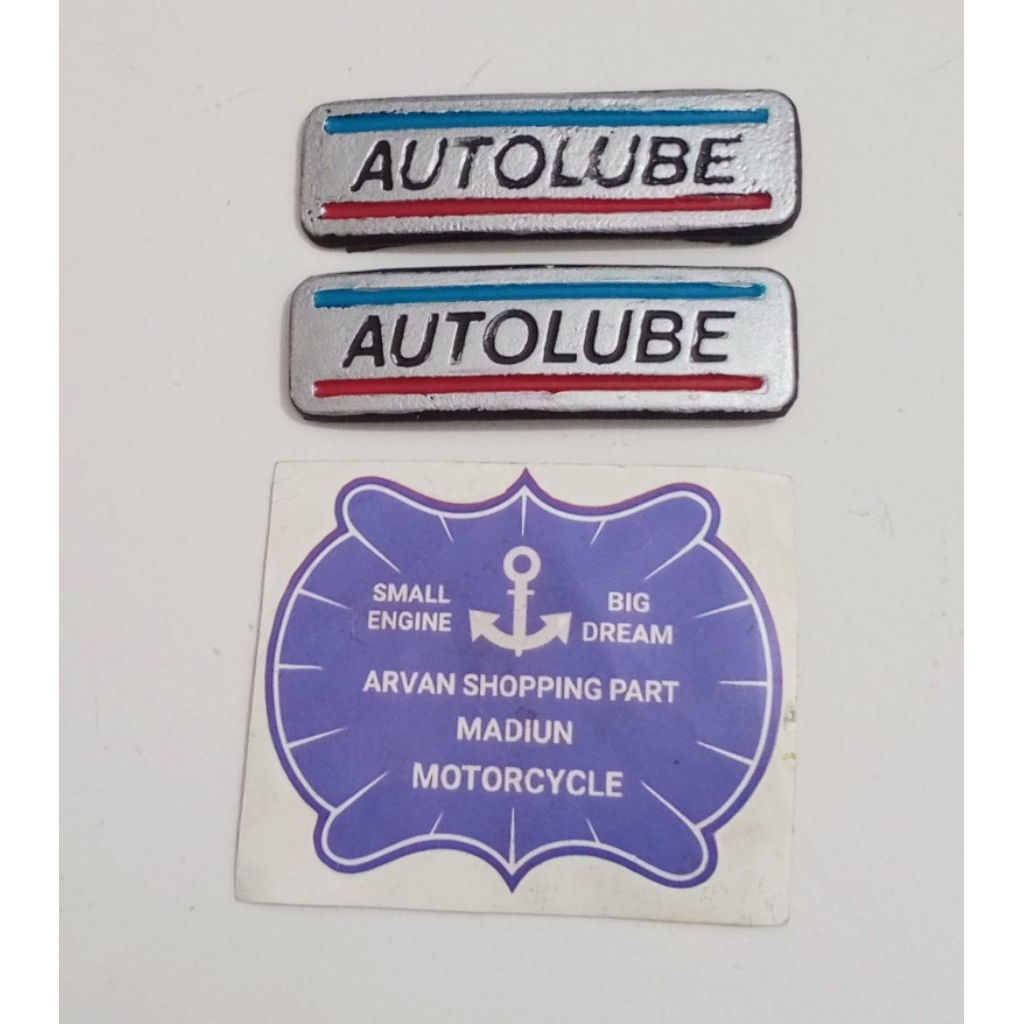 AUTOLUBE
AUTOLUBE
SMALL ENGINE
BIG DREAM
ARVAN SHOPPING PART
MADIUN
MOTORCYCLE